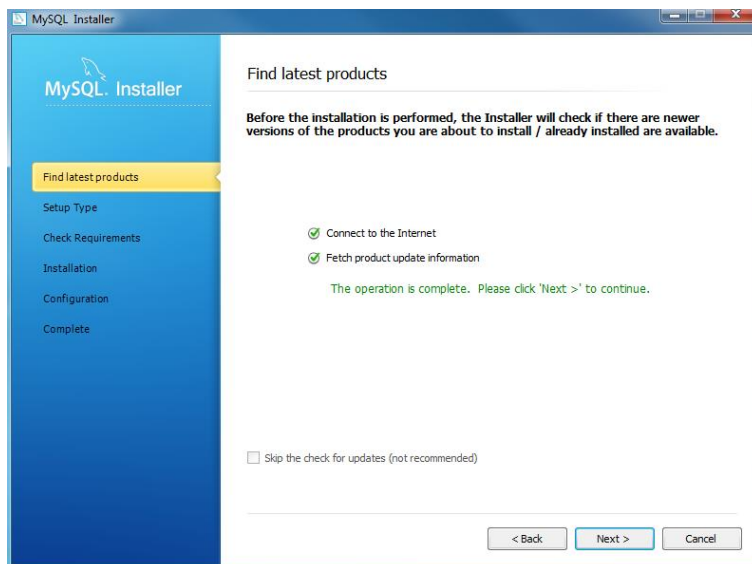 MySQL Installer
MySQL. Installer
Find latest products
Setup Type
Check Requirements
Installation
Configuration
Complete
Find latest products
Before the installation is performed, the Installer will check if there are newer
versions of the products you are about to install / already installed are available.
Connect to the Internet
Fetch product update information
The operation is complete. Please click 'Next >' to continue.
Skip the check for updates (not recommended)
< Back
Next >
Cancel